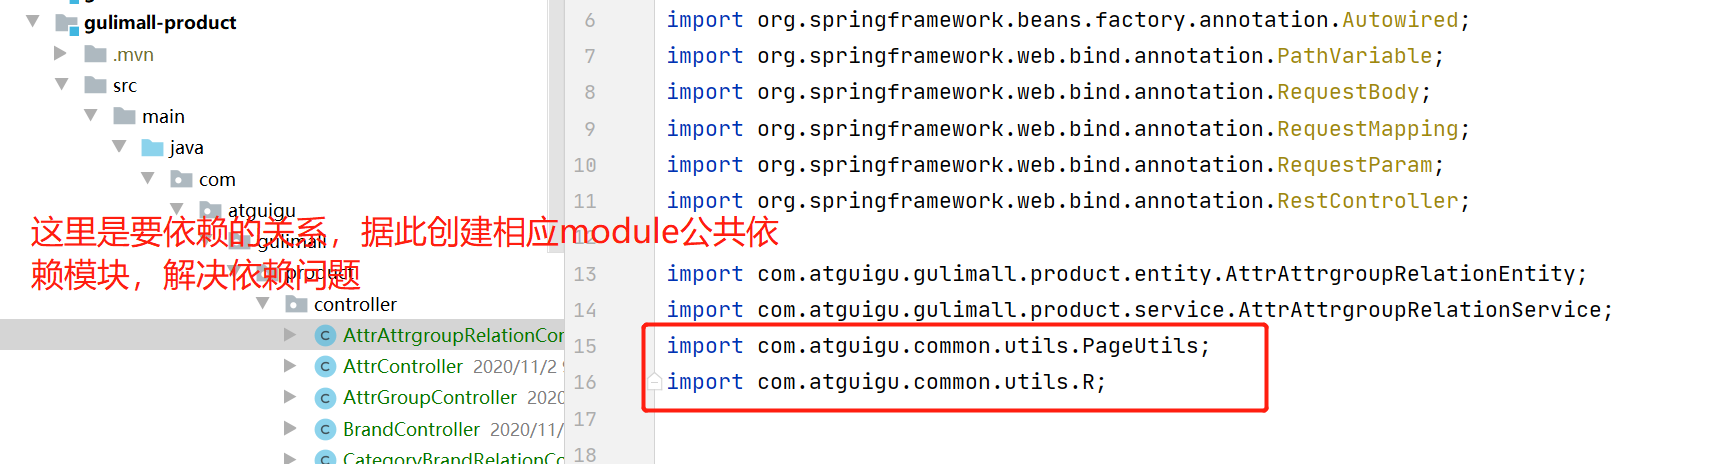 gulimall-product
.mvn
src
main
java
com
atguigu
gulimall
product
controller
AttrAttrgroupRelationCon
AttrController 2020/11/2 9
AttrGroupController 2020
BrandController 2020/11/
CategoryBrandRelationCo
这里是要依赖的关系，据此创建相应module公共依
赖模块，解决依赖问题
6 import org.springframework.beans.factory.annotation.Autowired;
7 import org.springframework.web.bind.annotation.PathVariable;
8 import org.springframework.web.bind.annotation.RequestBody;
9 import org.springframework.web.bind.annotation.RequestMapping;
10 import org.springframework.web.bind.annotation.RequestParam;
11 import org.springframework.web.bind.annotation.RestController;
12
13 import com.atguigu.gulimall.product.entity.AttrAttrgroupRelationEntity;
14 import com.atguigu.gulimall.product.service.AttrAttrgroupRelationService;
15 import com.atguigu.common.utils.PageUtils;
16 import com.atguigu.common.utils.R;
17
18